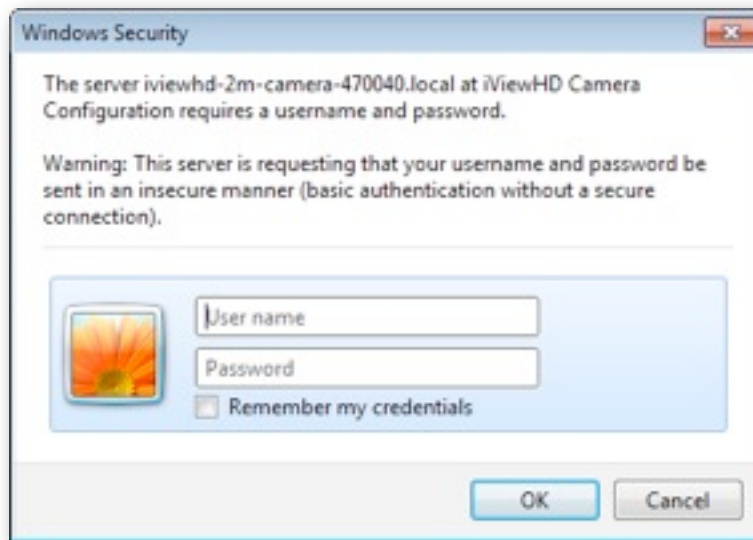 Windows Security
The server iviewhd-2m-camera-470040.local at iViewHD Camera
Configuration requires a username and password.
Warning: This server is requesting that your username and password be
sent in an insecure manner (basic authentication without a secure
connection).
User name
Password
Remember my credentials
OK
Cancel